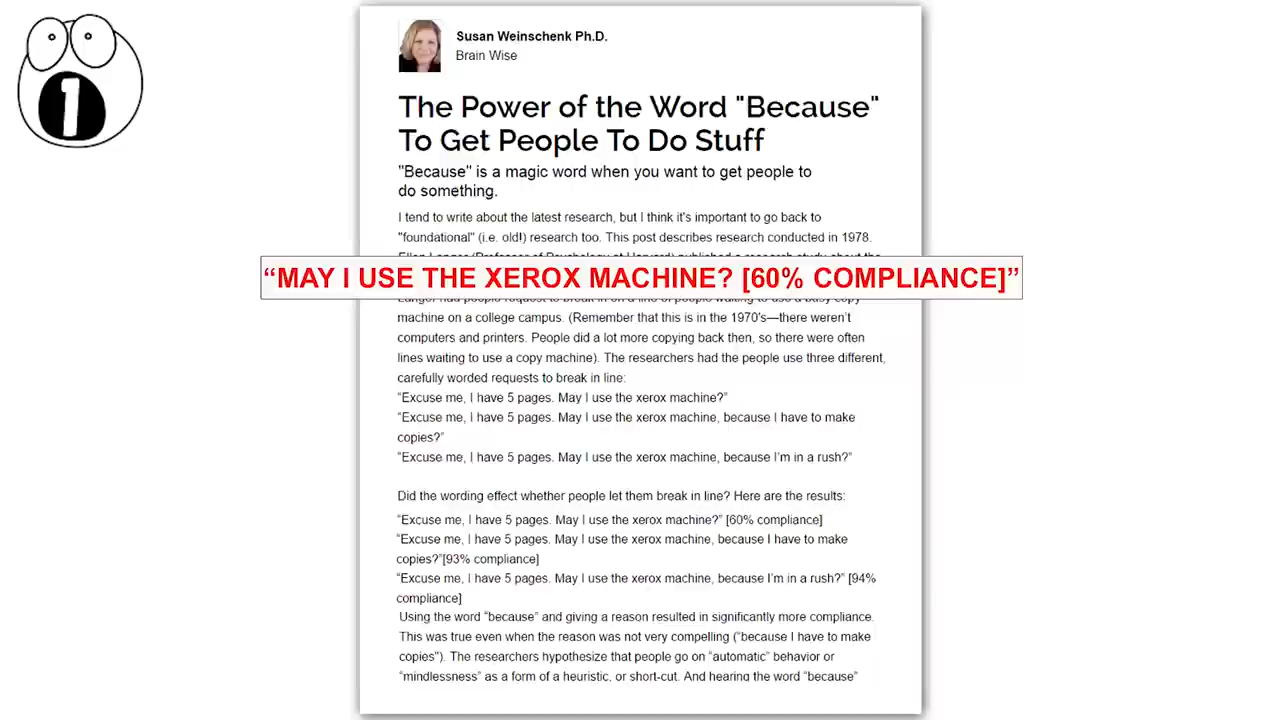 1
Susan Weinschenk Ph.D.
Brain Wise
The Power of the Word "Because"
To Get People To Do Stuff
"Because" is a magic word when you want to get people to
do something.
I tend to write about the latest research, but I think it's important to go back to
"foundational" (i.e. old!) research too. This post describes research conducted in 1978.
“MAY I USE THE XEROX MACHINE? [60% COMPLIANCE]”
machine on a college campus. (Remember that this is in the 1970's—there weren't
computers and printers. People did a lot more copying back then, so there were often
lines waiting to use a copy machine). The researchers had the people use three different,
carefully worded requests to break in line:
“Excuse me, I have 5 pages. May I use the xerox machine?”
“Excuse me, I have 5 pages. May I use the xerox machine, because I have to make
copies?”
“Excuse me, I have 5 pages. May I use the xerox machine, because I’m in a rush?”
Did the wording effect whether people let them break in line? Here are the results:
“Excuse me, I have 5 pages. May I use the xerox machine?” [60% compliance]
“Excuse me, I have 5 pages. May I use the xerox machine, because I have to make
copies?”[93% compliance]
“Excuse me, I have 5 pages. May I use the xerox machine, because I’m in a rush?” [94%
compliance]
Using the word “because” and giving a reason resulted in significantly more compliance.
This was true even when the reason was not very compelling (“because I have to make
copies”). The researchers hypothesize that people go on “automatic” behavior or
“mindlessness” as a form of a heuristic, or short-cut. And hearing the word “because”